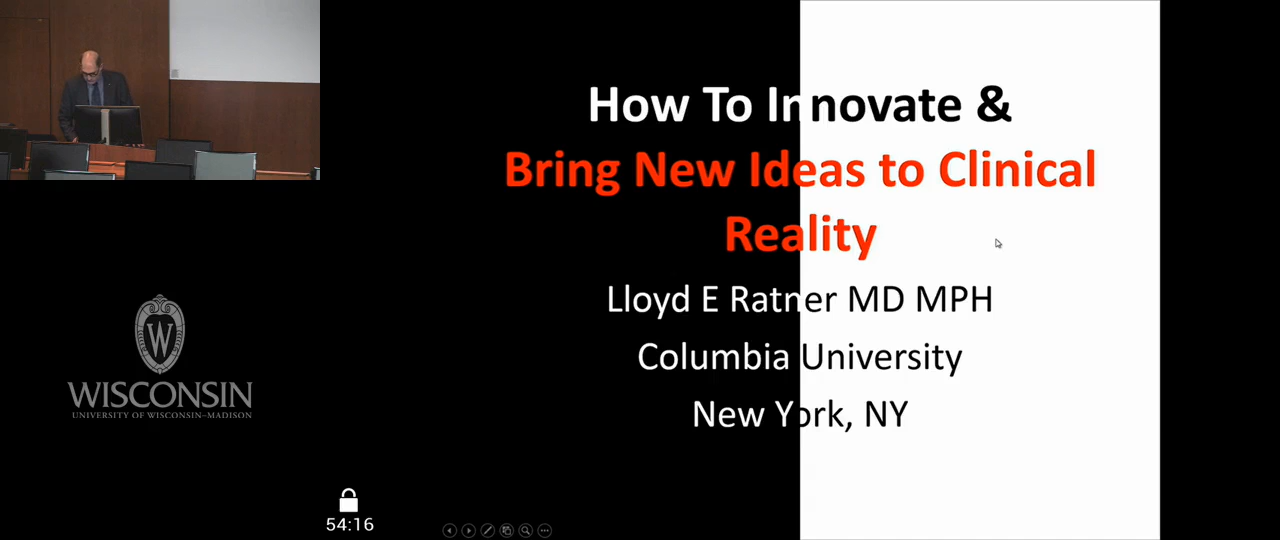 How To Innovate &
Bring New Ideas to Clinical
Reality
Lloyd E Ratner MD MPH
Columbia University
New York, NY
W
WISCONSIN
UNIVERSITY OF WISCONSIN–MADISON
54:16